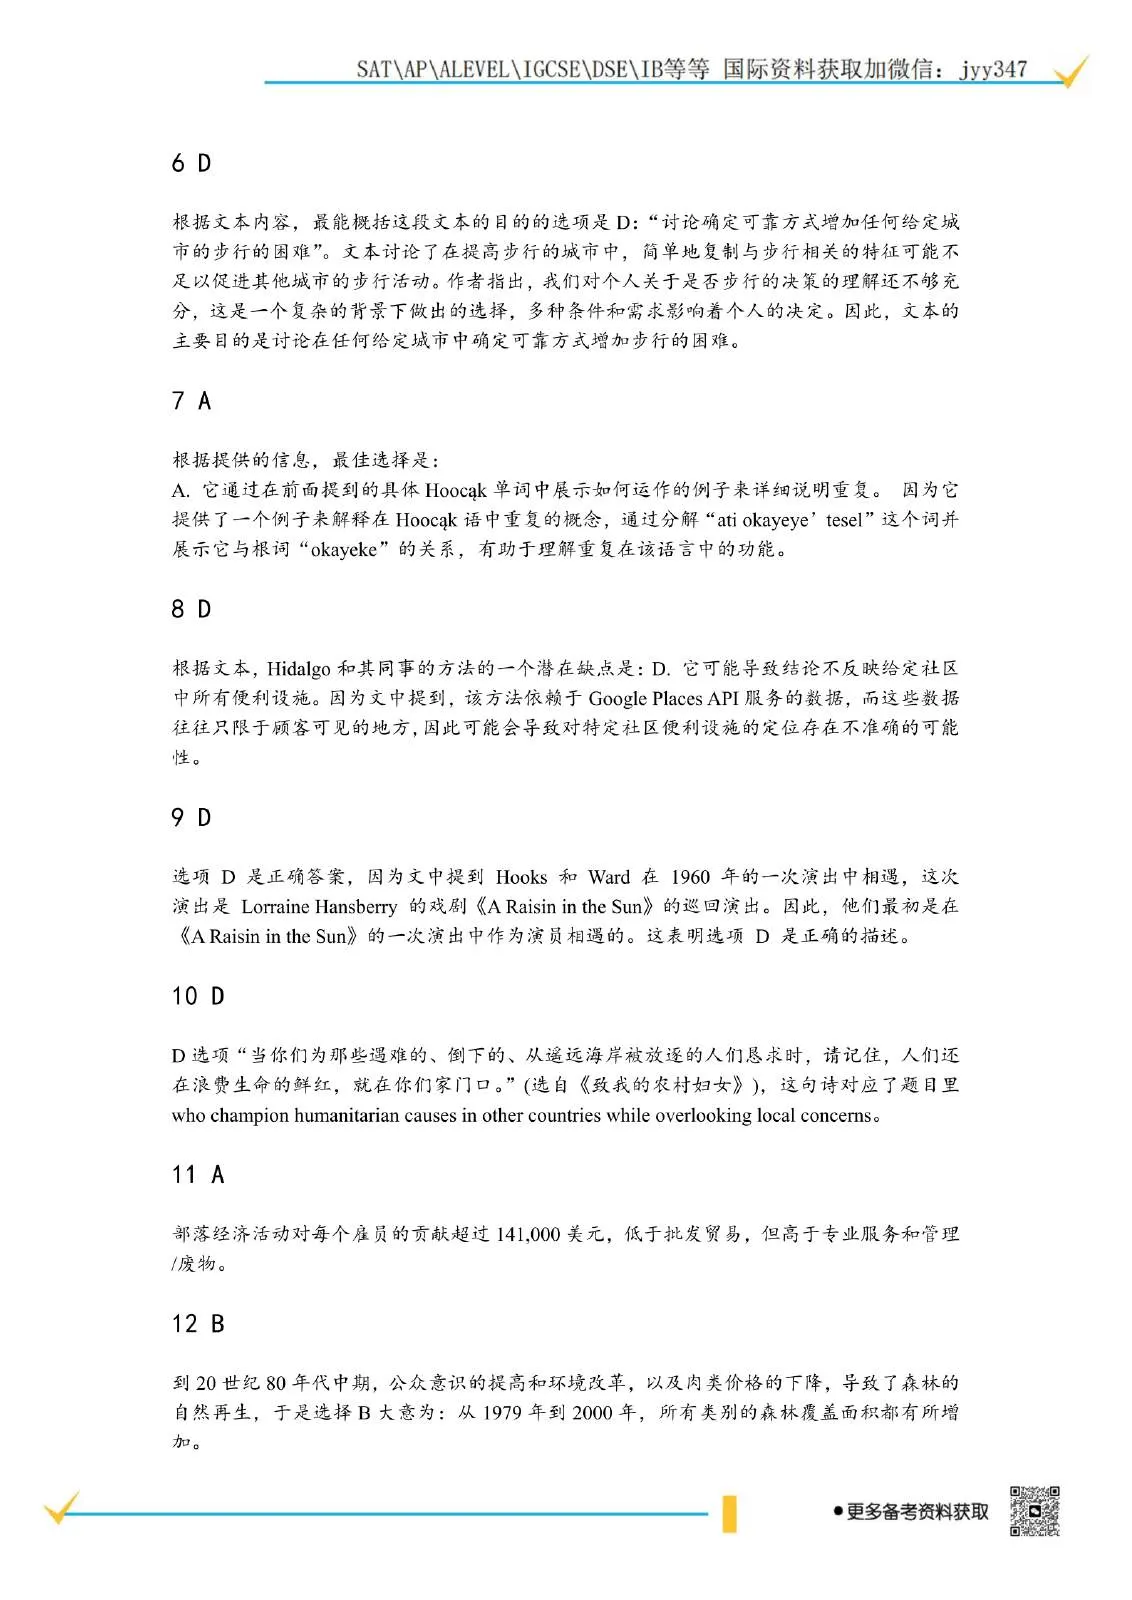 SAT\AP\ALEVEL\IGCSE\DSE\IB等等 国际资料获取加微信：jyy347
6 D
根据文本内容，最能概括这段文本的目的的选项是 D：“讨论确定可靠方式增加任何给定城
市的步行的困难”。文本讨论了在提高步行的城市中，简单地复制与步行相关的特征可能不
足以促进其他城市的步行活动。作者指出，我们对个人关于是否步行的决策的理解还不够充
分，这是一个复杂的背景下做出的选择，多种条件和需求影响着个人的决定。因此，文本的
主要目的是讨论在任何给定城市中确定可靠方式增加步行的困难。
7 A
根据提供的信息，最佳选择是：
A. 它通过在前面提到的具体 Hoocąk 单词中展示如何运作的例子来详细说明重复。 因为它
提供了一个例子来解释在 Hoocąk 语中重复的概念，通过分解“ati okayeye’ tesel”这个词并
展示它与根词“okayeke”的关系，有助于理解重复在该语言中的功能。
8 D
根据文本，Hidalgo 和其同事的方法的一个潜在缺点是：D. 它可能导致结论不反映给定社区
中所有便利设施。因为文中提到，该方法依赖于 Google Places API 服务的数据，而这些数据
往往只限于顾客可见的地方，因此可能会导致对特定社区便利设施的定位存在不准确的可能
性。
9 D
选项 D 是正确答案，因为文中提到 Hooks 和 Ward 在 1960 年的一次演出中相遇，这次
演出是 Lorraine Hansberry 的戏剧《A Raisin in the Sun》的巡回演出。因此，他们最初是在
《A Raisin in the Sun》的一次演出中作为演员相遇的。这表明选项 D 是正确的描述。
10 D
D 选项“当你们为那些遇难的、倒下的、从遥远海岸被放逐的人们恳求时，请记住，人们还
在浪费生命的鲜红，就在你们家门口。”(选自《致我的农村妇女》)，这句诗对应了题目里
who champion humanitarian causes in other countries while overlooking local concerns。
11 A
部落经济活动对每个雇员的贡献超过 141,000 美元，低于批发贸易，但高于专业服务和管理
/废物。
12 B
到 20 世纪 80 年代中期，公众意识的提高和环境改革，以及肉类价格的下降，导致了森林的
自然再生，于是选择 B 大意为：从 1979 年到 2000 年，所有类别的森林覆盖面积都有所增
加。
●更多备考资料获取